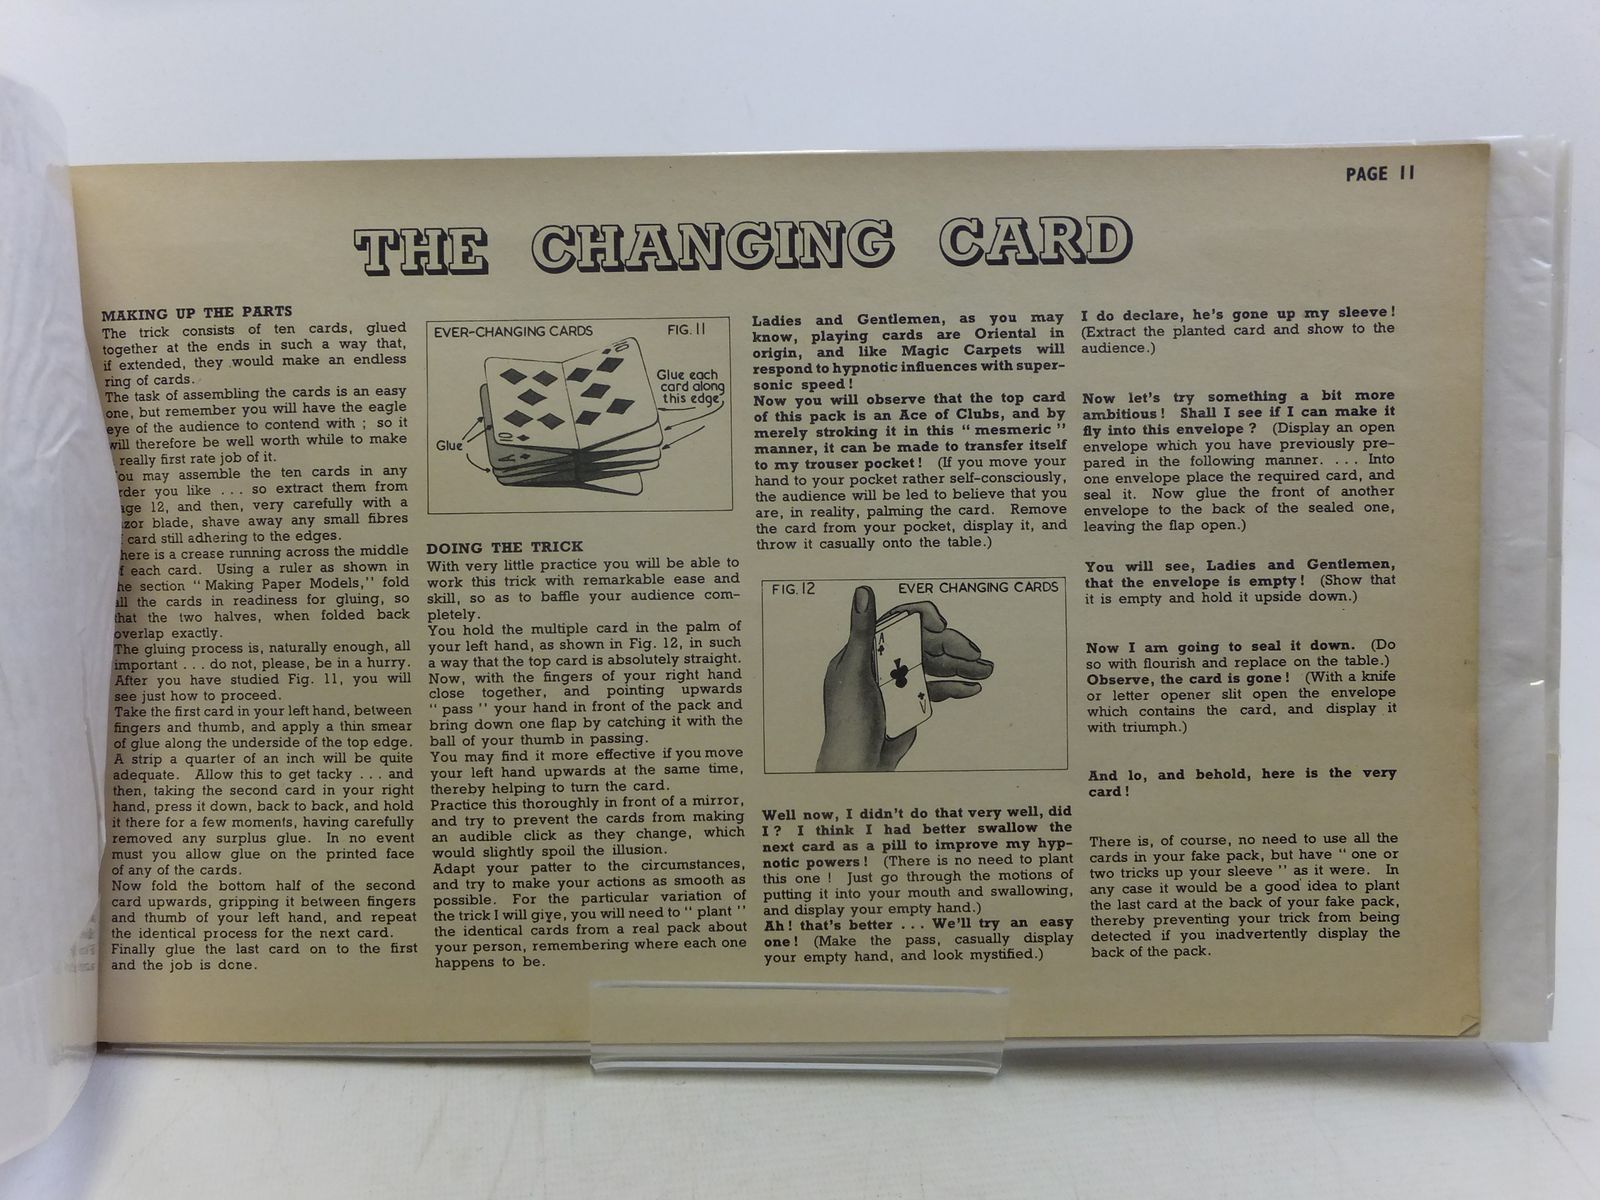 PAGE 11
THE CHANGING CARD
MAKING UP THE PARTS
The trick consists of ten cards, glued
together at the ends in such a way that,
if extended, they would make an endless
ring of cards.
The task of assembling the cards is an easy
one, but remember you will have the eagle
eye of the audience to contend with ; so it
will therefore be well worth while to make
really first rate job of it.
ou may assemble the ten cards in any
rder you like . . . so extract them from
age 12, and then, very carefully with a
zor blade, shave away any small fibres
card still adhering to the edges.
here is a crease running across the middle
f each card. Using a ruler as shown in
he section "Making Paper Models," fold
all the cards in readiness for gluing, so
that the two halves, when folded back
overlap exactly.
The gluing process is, naturally enough, all
important . . . do not, please, be in a hurry.
After you have studied Fig. 11, you will
see just how to proceed.
Take the first card in your left hand, between
fingers and thumb, and apply a thin smear
of glue along the underside of the top edge.
A strip a quarter of an inch will be quite
adequate. Allow this to get tacky . . . and
then, taking the second card in your right
hand, press it down, back to back, and hold
it there for a few moments, having carefully
removed any surplus glue. In no event
must you allow glue on the printed face
of any of the cards.
Now fold the bottom half of the second
card upwards, gripping it between fingers
and thumb of your left hand, and repeat
the identical process for the next card.
Finally glue the last card on to the first
and the job is done.
EVER-CHANGING CARDS FIG. 11
10
Glue each
card along
this edge
Glue
10
A
DOING THE TRICK
With very little practice you will be able to
work this trick with remarkable ease and
skill, so as to baffle your audience com-
pletely.
You hold the multiple card in the palm of
your left hand, as shown in Fig. 12, in such
a way that the top card is absolutely straight.
Now, with the fingers of your right hand
close together, and pointing upwards
" pass " your hand in front of the pack and
bring down one flap by catching it with the
ball of your thumb in passing.
You may find it more effective if you move
your left hand upwards at the same time,
thereby helping to turn the card.
Practice this thoroughly in front of a mirror,
and try to prevent the cards from making
an audible click as they change, which
would slightly spoil the illusion.
Adapt your patter to the circumstances,
and try to make your actions as smooth as
possible. For the particular variation of
the trick I will give, you will need to " plant "
the identical cards from a real pack about
your person, remembering where each one
happens to be.
Ladies and Gentlemen, as you may
know, playing cards are Oriental in
origin, and like Magic Carpets will
respond to hypnotic influences with super-
sonic speed !
Now you will observe that the top card
of this pack is an Ace of Clubs, and by
merely stroking it in this " mesmeric "
manner, it can be made to transfer itself
to my trouser pocket ! (If you move your
hand to your pocket rather self-consciously,
the audience will be led to believe that you
are, in reality, palming the card. Remove
the card from your pocket, display it, and
throw it casually onto the table.)
FIG. 12 EVER CHANGING CARDS
A
A
Well now, I didn't do that very well, did
I ? I think I had better swallow the
next card as a pill to improve my hyp-
notic powers ! (There is no need to plant
this one ! Just go through the motions of
putting it into your mouth and swallowing,
and display your empty hand.)
Ah ! that's better . . . We'll try an easy
one ! (Make the pass, casually display
your empty hand, and look mystified.)
I do declare, he's gone up my sleeve !
(Extract the planted card and show to the
audience.)
Now let's try something a bit more
ambitious ! Shall I see if I can make it
fly into this envelope ? (Display an open
envelope which you have previously pre-
pared in the following manner. . . . Into
one envelope place the required card, and
seal it. Now glue the front of another
envelope to the back of the sealed one,
leaving the flap open.)
You will see, Ladies and Gentlemen,
that the envelope is empty ! (Show that
it is empty and hold it upside down.)
Now I am going to seal it down. (Do
so with flourish and replace on the table.)
Observe, the card is gone ! (With a knife
or letter opener slit open the envelope
which contains the card, and display it
with triumph.)
And lo, and behold, here is the very
card !
There is, of course, no need to use all the
cards in your fake pack, but have " one or
two tricks up your sleeve " as it were. In
any case it would be a good idea to plant
the last card at the back of your fake pack,
thereby preventing your trick from being
detected if you inadvertently display the
back of the pack.